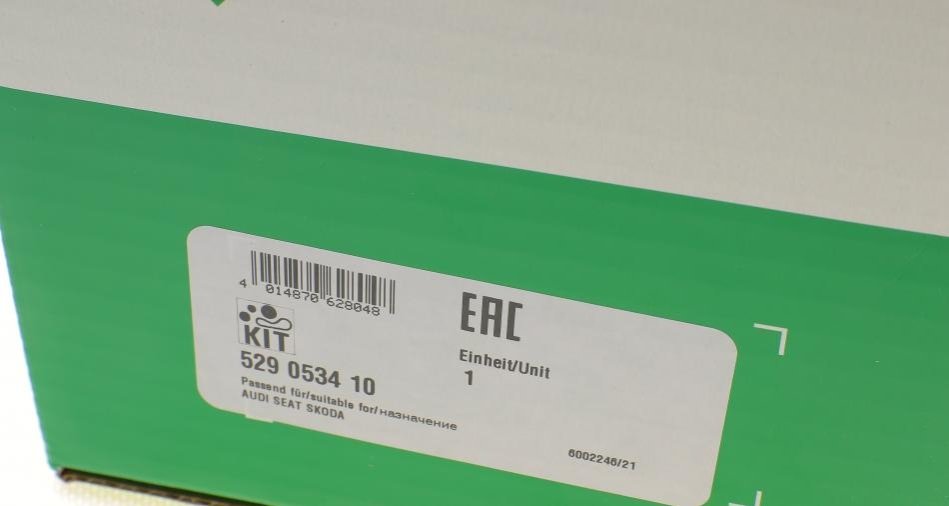 4 014870 628048
EAC
KIT
529 0534 10
Einheit/Unit
1
Passend für/suitable for/назначение
AUDI SEAT SKODA
6002246/21